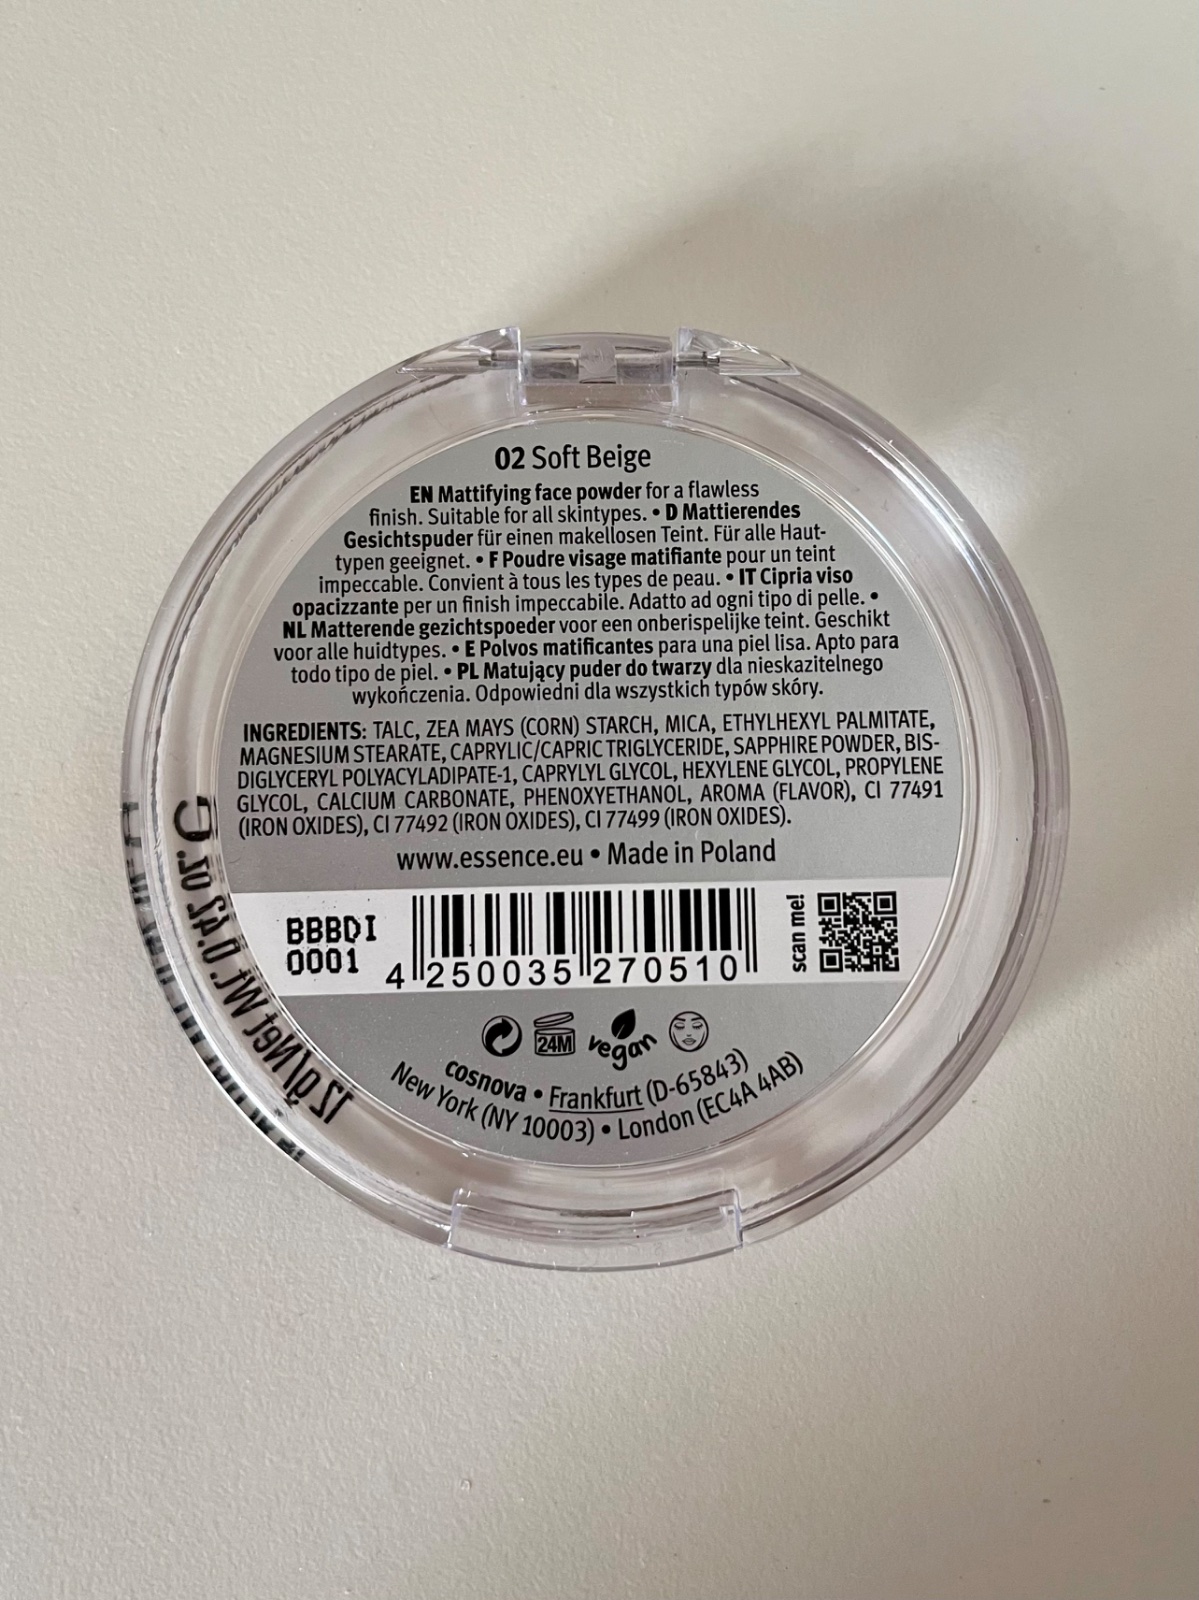 02 Soft Beige
EN Mattifying face powder for a flawless
finish. Suitable for all skintypes. • D Mattierendes
Gesichtspuder für einen makellosen Teint. Für alle Haut-
typen geeignet. • F Poudre visage matifiante pour un teint
impeccable. Convient à tous les types de peau. • IT Cipria viso
opacizzante per un finish impeccabile. Adatto ad ogni tipo di pelle. •
NL Matterende gezichtspoeder voor een onberispelijke teint. Geschikt
voor alle huidtypes. • E Polvos matificantes para una piel lisa. Apto para
todo tipo de piel. • PL Matujący puder do twarzy dla nieskazitelnego
wykończenia. Odpowiedni dla wszystkich typów skóry.
INGREDIENTS: TALC, ZEA MAYS (CORN) STARCH, MICA, ETHYLHEXYL PALMITATE,
MAGNESIUM STEARATE, CAPRYLIC/CAPRIC TRIGLYCERIDE, SAPPHIRE POWDER, BIS-
DIGLYCERYL POLYACYLADIPATE-1, CAPRYLYL GLYCOL, HEXYLENE GLYCOL, PROPYLENE
GLYCOL, CALCIUM CARBONATE, PHENOXYETHANOL, AROMA (FLAVOR), CI 77491
(IRON OXIDES), CI 77492 (IRON OXIDES), CI 77499 (IRON OXIDES).
www.essence.eu • Made in Poland
BBBDI
0001
4 250035 270510
scan me!
24M
vegan
cosnova • Frankfurt (D-65843)
New York (NY 10003) • London (EC4A 4AB)
12 g Net Wt. 0.42 oz.